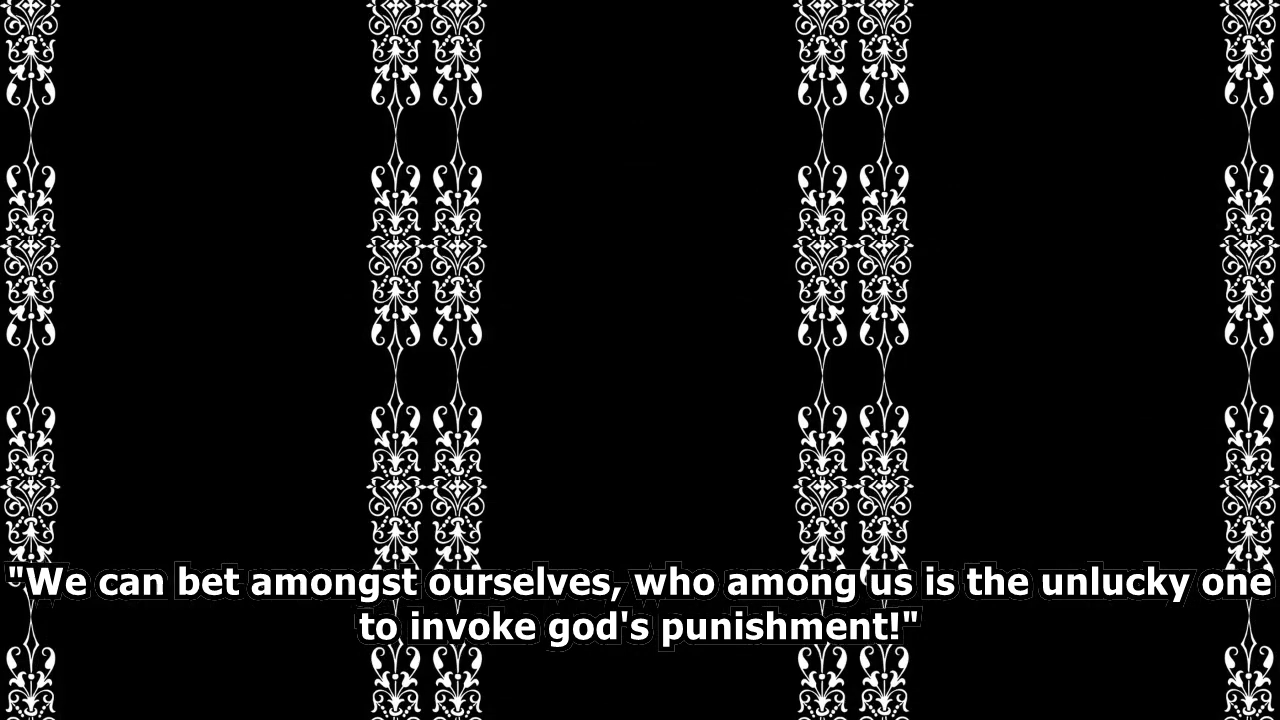 "We can bet amongst ourselves, who among us is the unlucky one
to invoke god's punishment!"